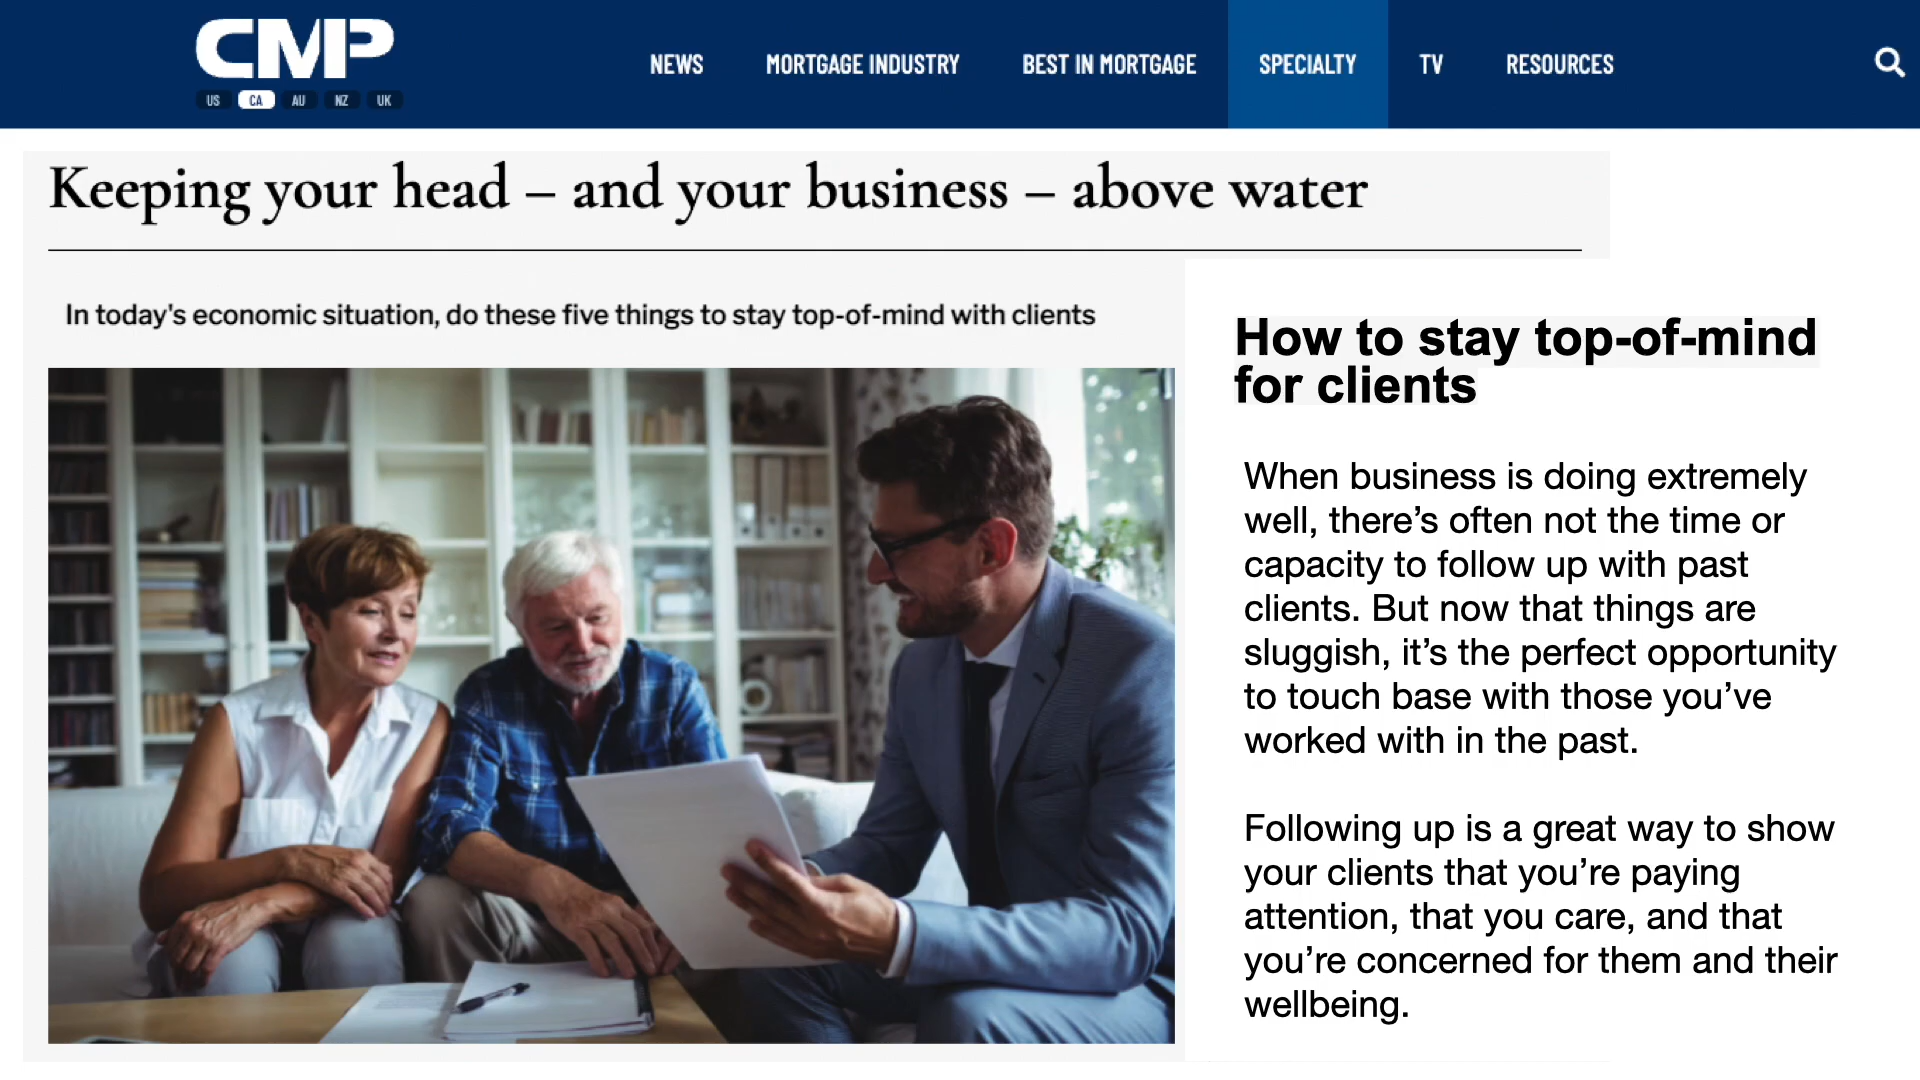 CMP
US CA AU NZ UK
NEWS MORTGAGE INDUSTRY BEST IN MORTGAGE SPECIALTY TV RESOURCES
Keeping your head – and your business – above water
In today's economic situation, do these five things to stay top-of-mind with clients
How to stay top-of-mind
for clients
When business is doing extremely
well, there’s often not the time or
capacity to follow up with past
clients. But now that things are
sluggish, it’s the perfect opportunity
to touch base with those you’ve
worked with in the past.
Following up is a great way to show
your clients that you’re paying
attention, that you care, and that
you’re concerned for them and their
wellbeing.